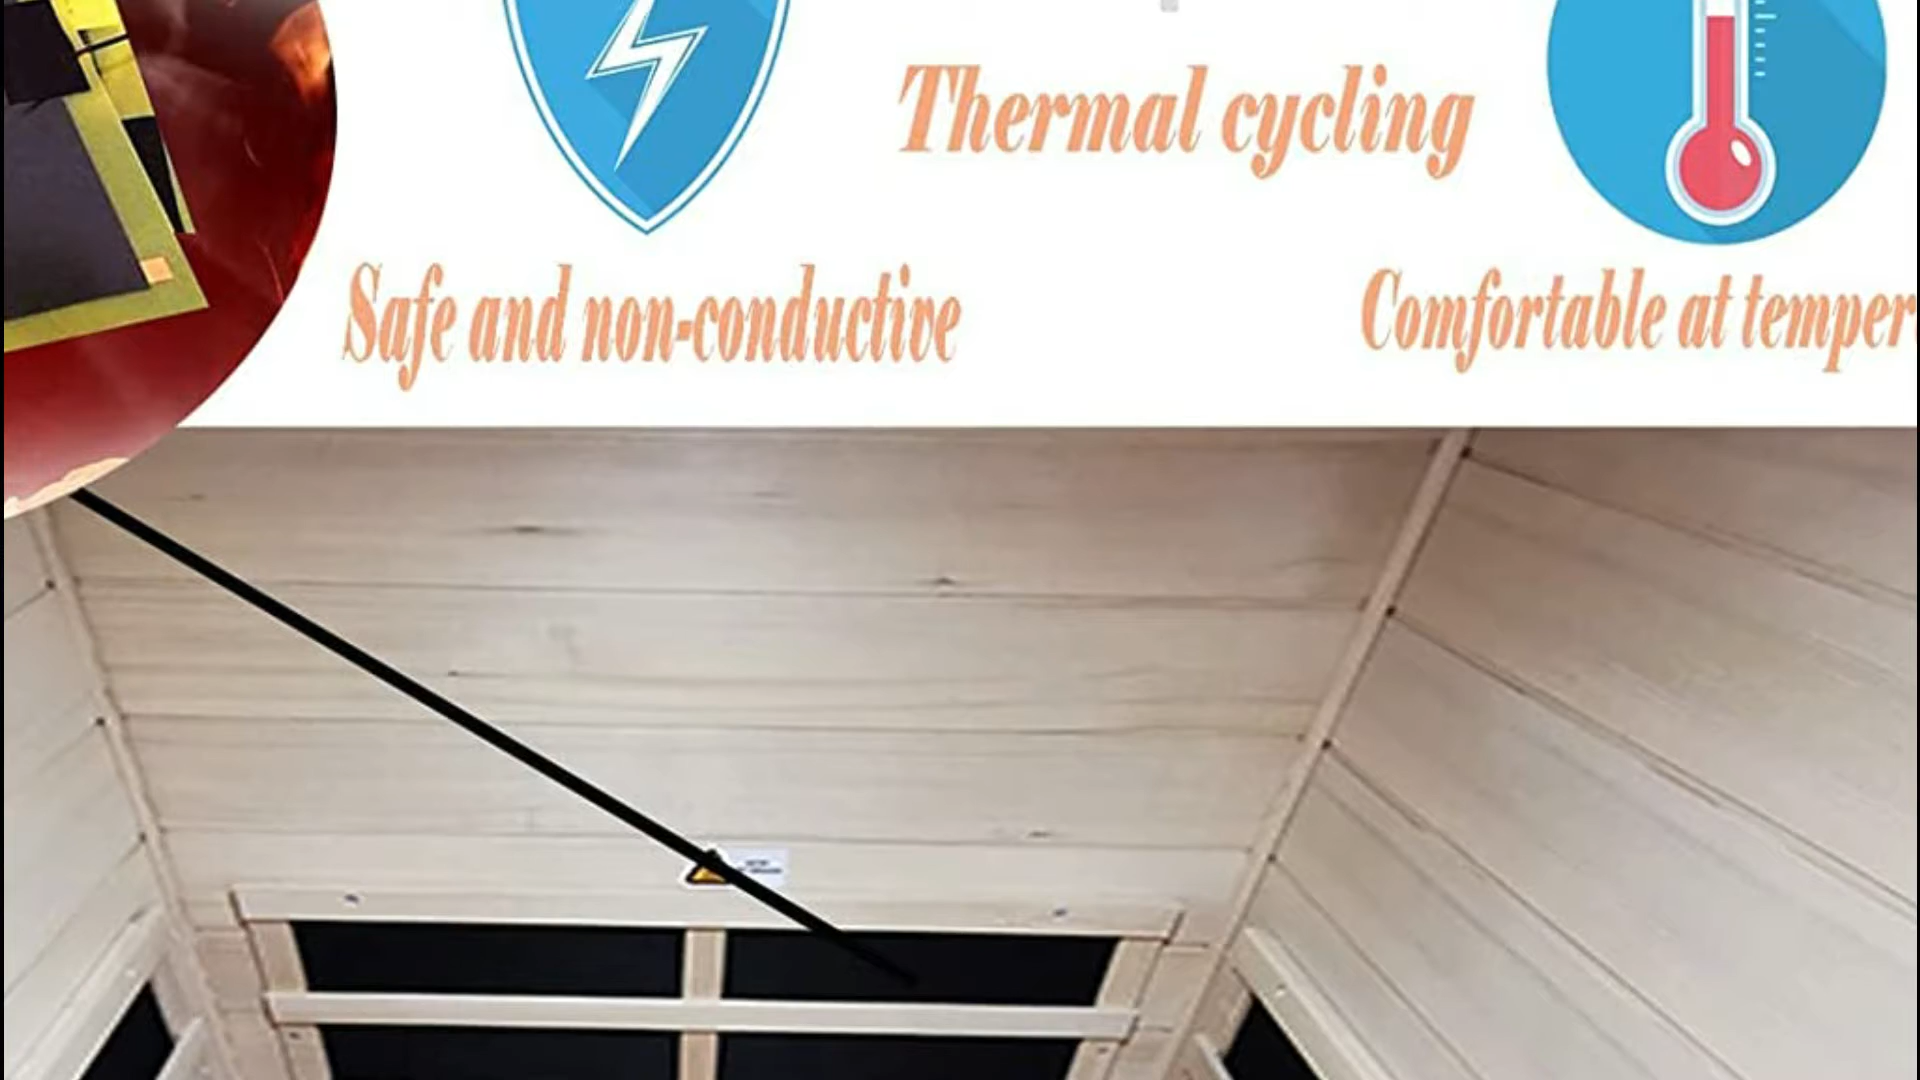 Thermal cycling
Safe and non-conductive
Comfortable at temper